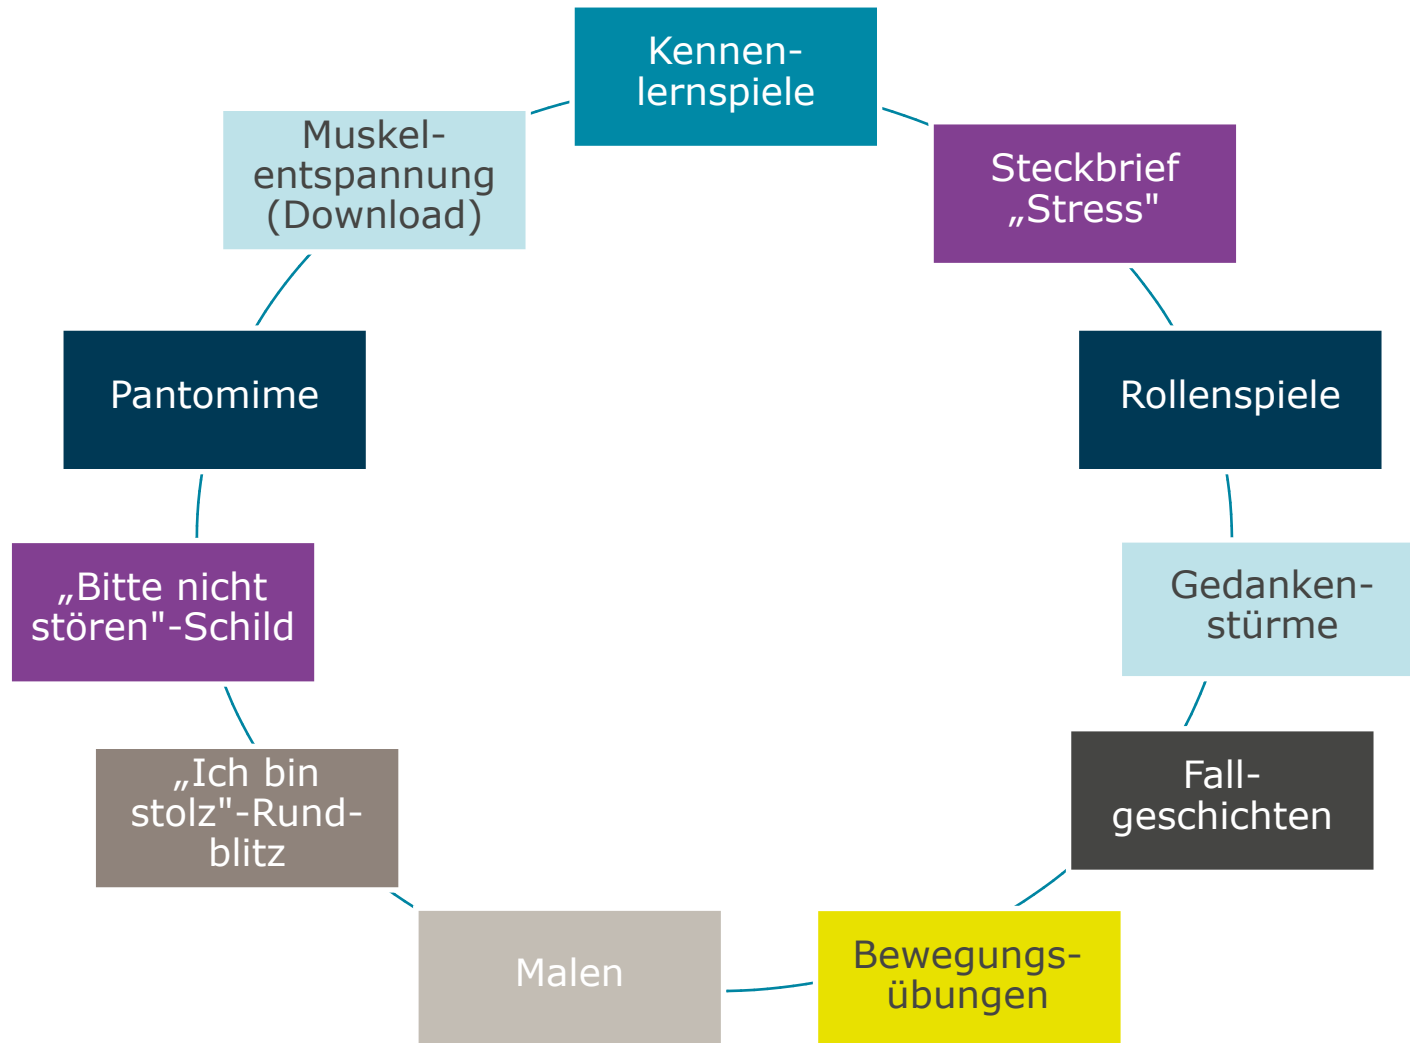 Kennen-
lernspiele
Steckbrief
„Stress"
Rollenspiele
Gedanken-
stürme
Fall-
geschichten
Bewegungs-
übungen
Malen
„Ich bin
stolz"-Rund-
blitz
„Bitte nicht
stören"-Schild
Pantomime
Muskel-
entspannung
(Download)